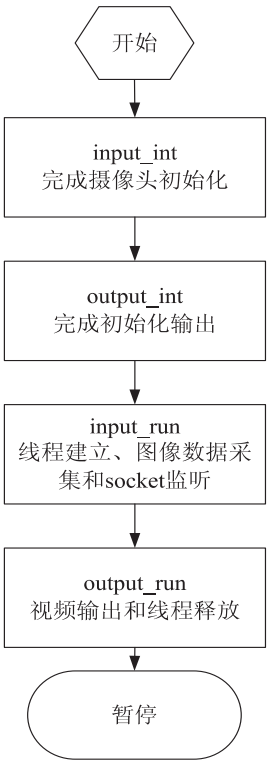 开始
input_int
完成摄像头初始化
output_int
完成初始化输出
input_run
线程建立、图像数据采
集和socket监听
output_run
视频输出和线程释放
暂停